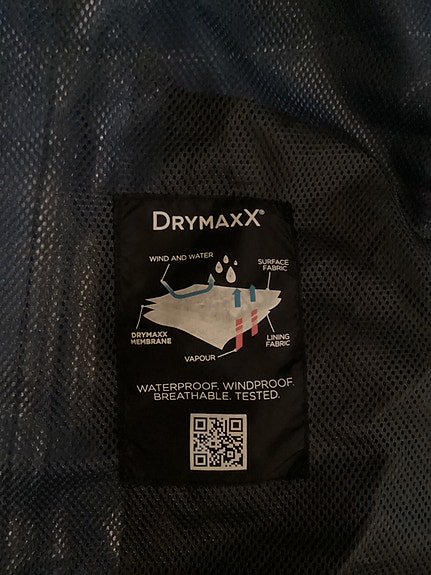 DRYMAXX®
WIND AND WATER
SURFACE
FABRIC
DRYMAXX
MEMBRANE
LINING
FABRIC
VAPOUR
WATERPROOF. WINDPROOF.
BREATHABLE. TESTED.